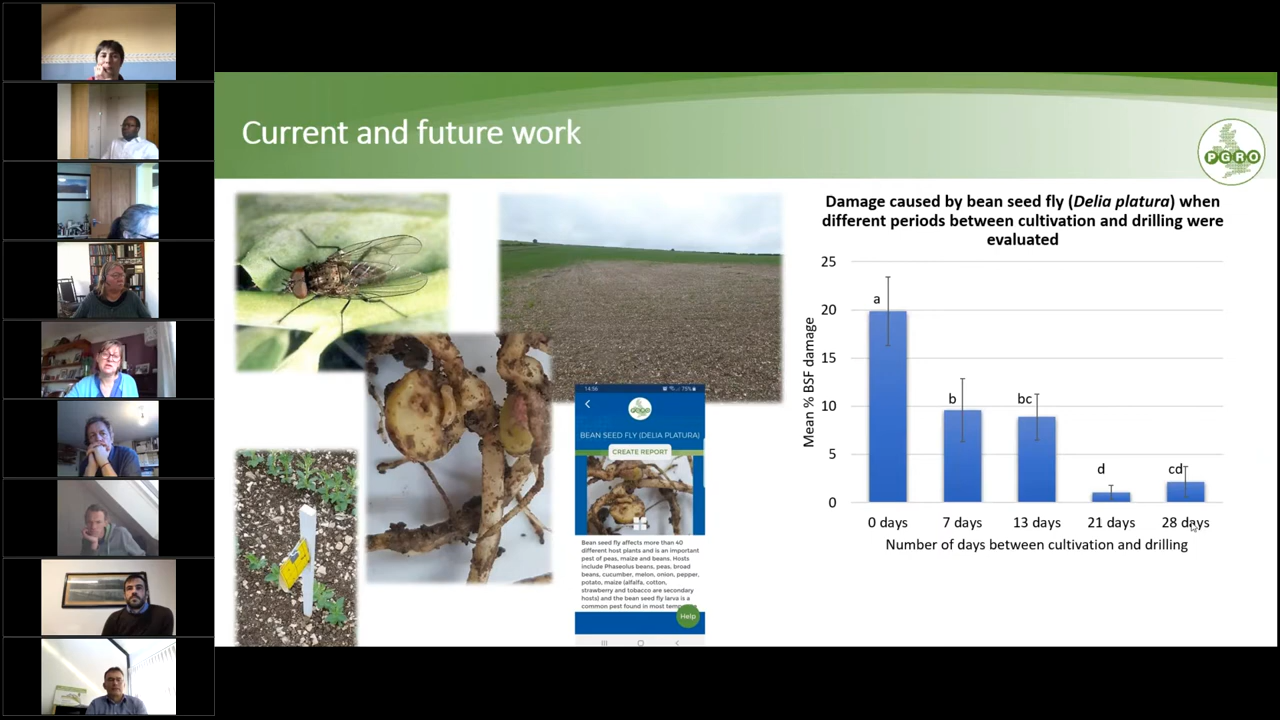 Current and future work
PGRO
Damage caused by bean seed fly (Delia platura) when
different periods between cultivation and drilling were
evaluated
Mean % BSF damage
25
20
15
10
5
0
a
b
bc
d
cd
0 days
7 days
13 days
21 days
28 days
Number of days between cultivation and drilling
14:56
75%
BEAN SEED FLY (DELIA PLATURA)
CREATE REPORT
Bean seed fly affects more than 40
different host plants and is an important
pest of peas, maize and beans. Hosts
include Phaseolus beans, peas, broad
beans, cucumber, melon, onion, pepper,
potato, maize (alfalfa, cotton,
strawberry and tobacco are secondary
hosts) and the bean seed fly larva is a
common pest found in most
Help